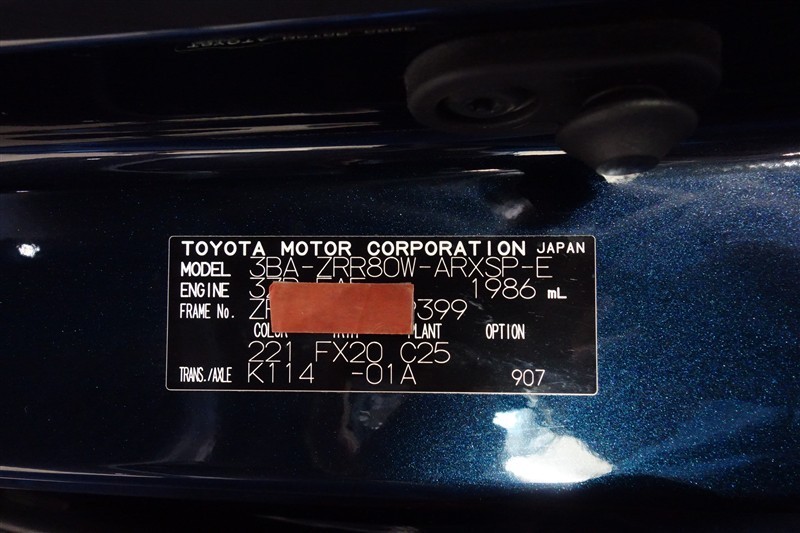 TOYOTA MOTOR CORPORATION JAPAN
MODEL 3BA-ZRR80W-ARXSP-E
ENGINE 1986 mL
FRAME No. 399
COLOR TRIM PLANT OPTION
221 FX20 C25
TRANS./AXLE K114 -01A 907